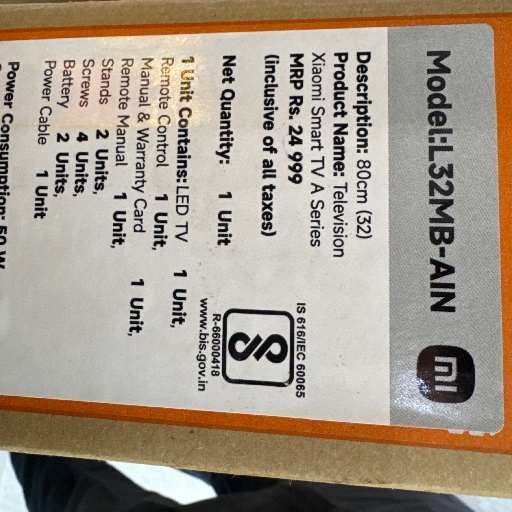 Model:L32MB-AIN
mi
Description: 80cm (32)
Product Name: Television
Xiaomi Smart TV A Series
MRP Rs. 24 999
(inclusive of all taxes)
IS 616/IEC 60065
R-66000418
www.bis.gov.in
Net Quantity: 1 Unit
1 Unit Contains: LED TV 1 Unit,
Remote Control 1 Unit,
Manual & Warranty Card 1 Unit,
Remote Manual 1 Unit,
Stands 2 Units,
Screws 4 Units,
Battery 2 Units,
Power Cable 1 Unit
Power Consumption: 50 W